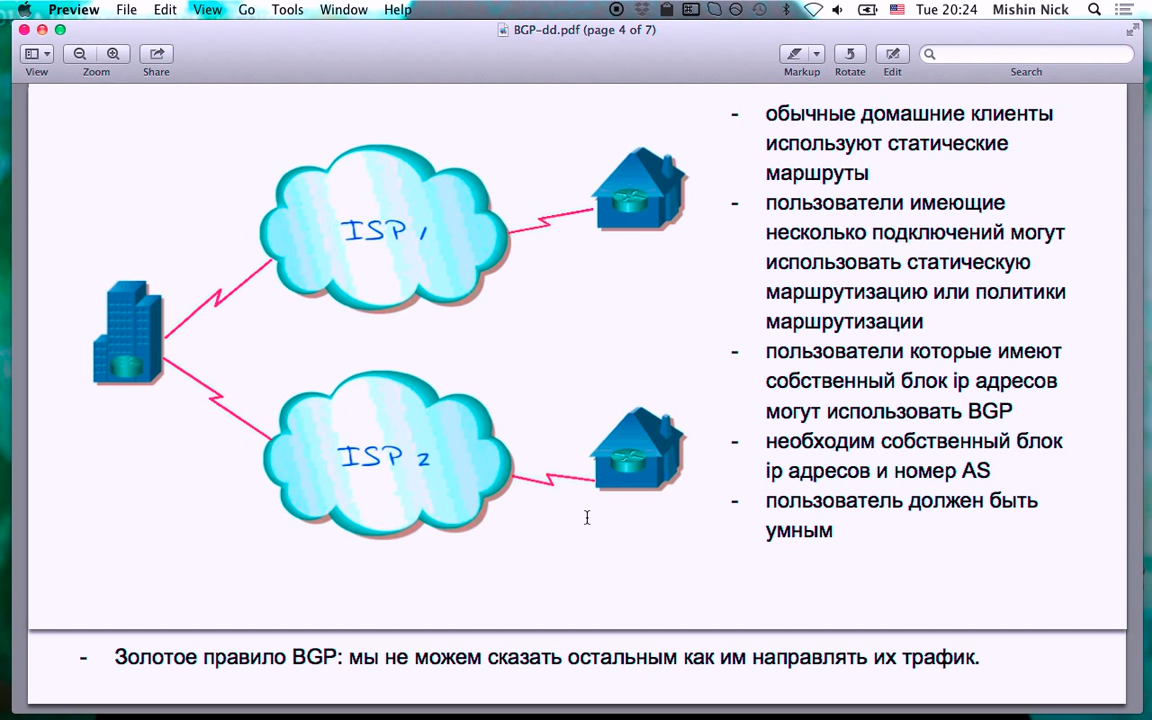 Preview File Edit View Go Tools Window Help
Tue 20:24 Mishin Nick
BGP-dd.pdf (page 4 of 7)
View Zoom Share Markup Rotate Edit Search
ISP 1
ISP 2
- обычные домашние клиенты
используют статические
маршруты
- пользователи имеющие
несколько подключений могут
использовать статическую
маршрутизацию или политики
маршрутизации
- пользователи которые имеют
собственный блок ip адресов
могут использовать BGP
- необходим собственный блок
ip адресов и номер AS
- пользователь должен быть
умным
- Золотое правило BGP: мы не можем сказать остальным как им направлять их трафик.